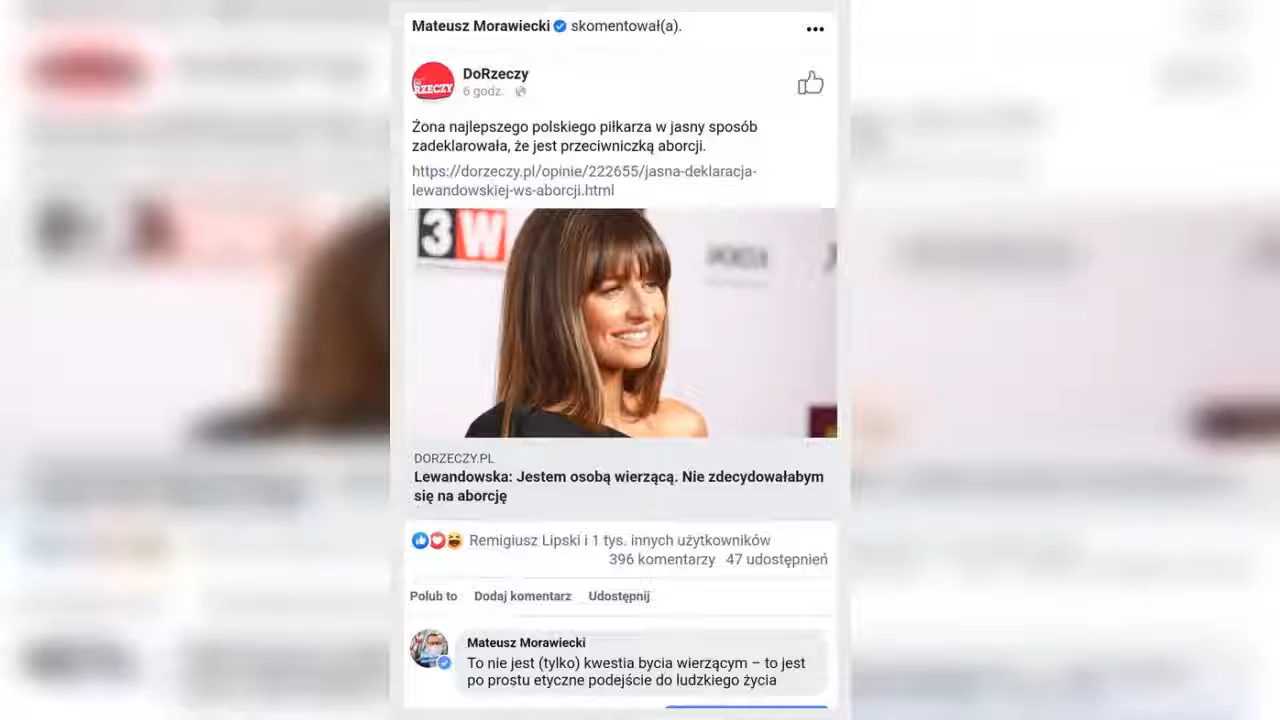 Mateusz Morawiecki skomentował(a).
DoRzeczy
RZECZY
6 godz.
Żona najlepszego polskiego piłkarza w jasny sposób
zadeklarowała, że jest przeciwniczką aborcji.
https://dorzeczy.pl/opinie/222655/jasna-deklaracja-
lewandowskiej-ws-aborcji.html
3W
DORZECZY.PL
Lewandowska: Jestem osobą wierzącą. Nie zdecydowałabym
się na aborcję
Remigiusz Lipski i 1 tys. innych użytkowników
396 komentarzy 47 udostępnień
Polub to Dodaj komentarz Udostępnij
Mateusz Morawiecki
To nie jest (tylko) kwestia bycia wierzącym – to jest
po prostu etyczne podejście do ludzkiego życia